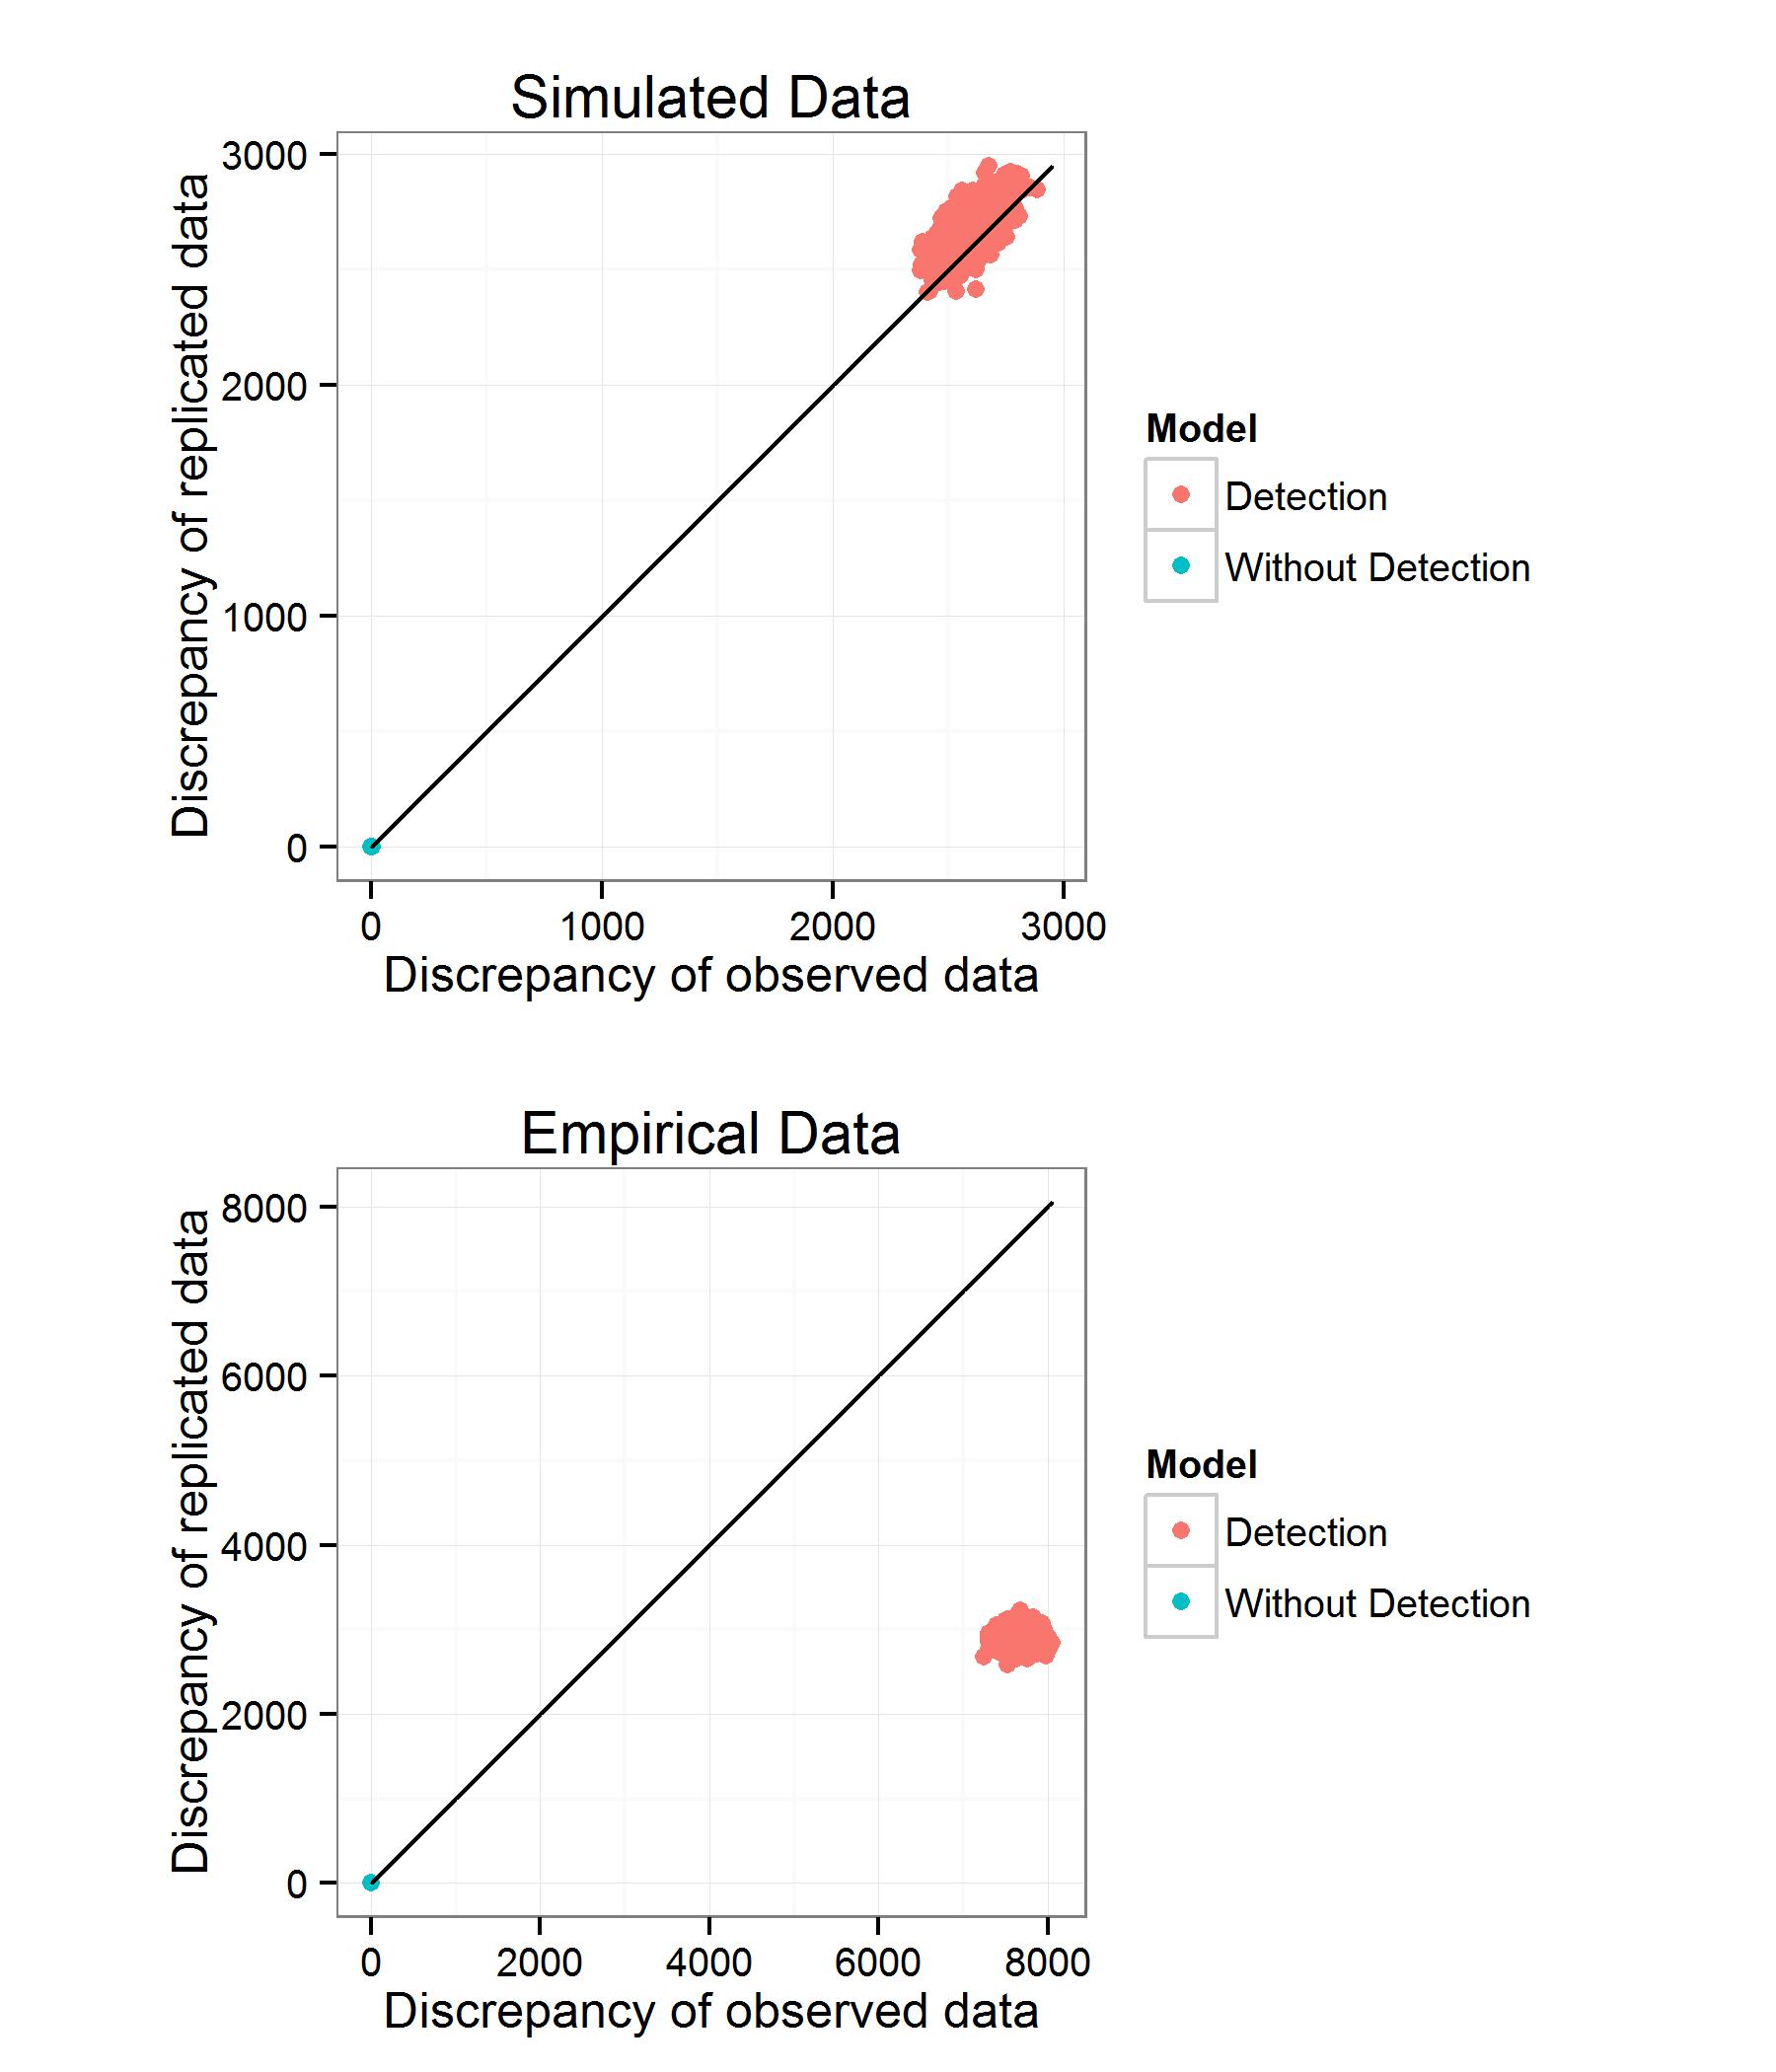 Simulated Data
Discrepancy of replicated data
3000
2000
1000
0
0 1000 2000 3000
Discrepancy of observed data
Model
Detection
Without Detection
Empirical Data
Discrepancy of replicated data
8000
6000
4000
2000
0
0 2000 4000 6000 8000
Discrepancy of observed data
Model
Detection
Without Detection